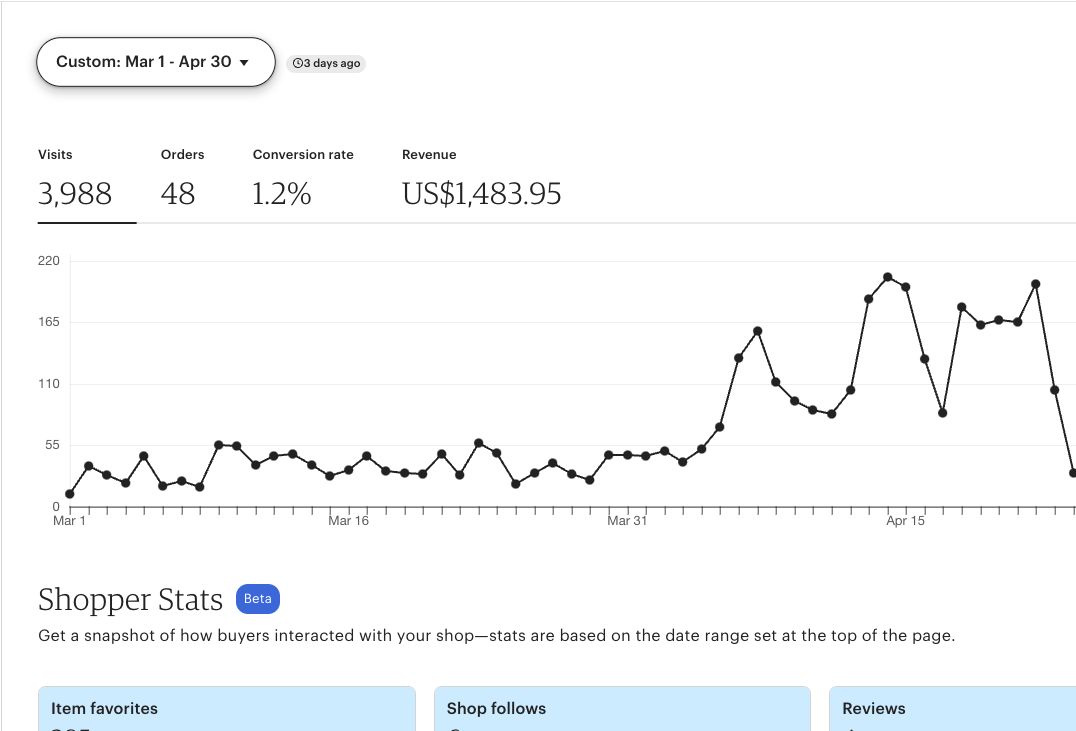 Custom: Mar 1 - Apr 30
3 days ago
Visits Orders Conversion rate Revenue
3,988 48 1.2% US$1,483.95
220
165
110
55
0
Mar 1 Mar 16 Mar 31 Apr 15
Shopper Stats Beta
Get a snapshot of how buyers interacted with your shop—stats are based on the date range set at the top of the page.
Item favorites Shop follows Reviews